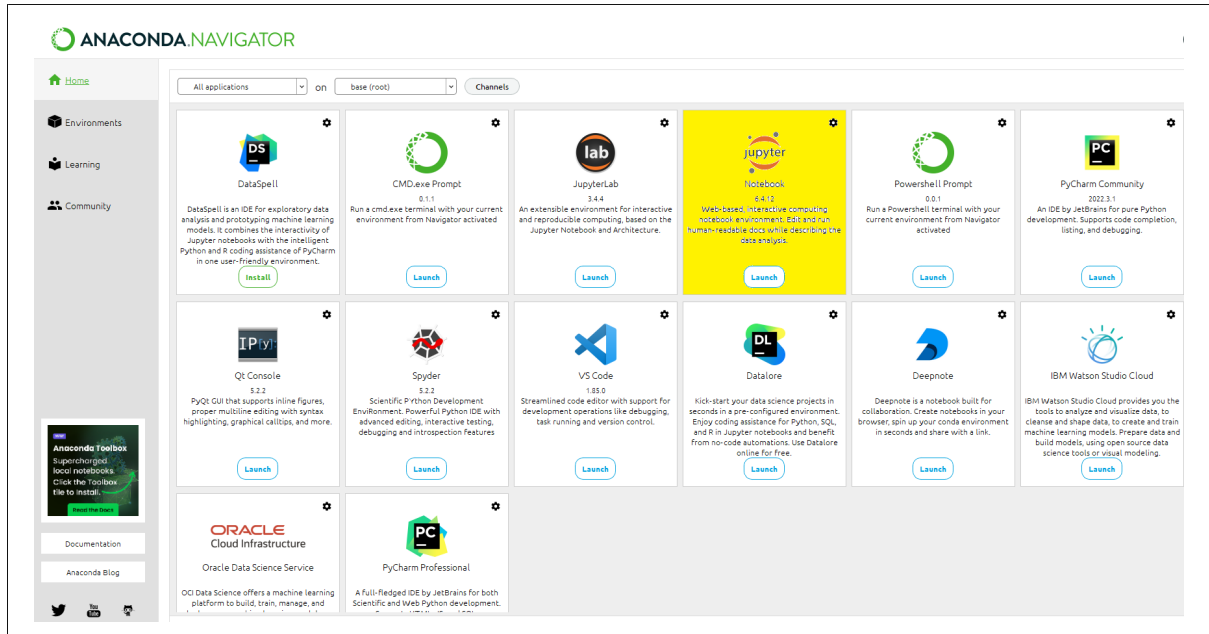 ANACONDA.NAVIGATOR
Home
Environments
Learning
Community
NEW
Anaconda Toolbox
Supercharged
local notebooks.
Click the Toolbox
tile to install.
Read the Docs
Documentation
Anaconda Blog
You
Tube
All applications
on
base (root)
Channels
DS
DataSpell
DataSpell is an IDE for exploratory data
analysis and prototyping machine learning
models. It combines the interactivity of
Jupyter notebooks with the intelligent
Python and R coding assistance of PyCharm
in one user-friendly environment.
Install
CMD.exe Prompt
0.1.1
Run a cmd.exe terminal with your current
environment from Navigator activated
Launch
lab
JupyterLab
3.4.4
An extensible environment for interactive
and reproducible computing, based on the
Jupyter Notebook and Architecture.
Launch
jupyter
Notebook
6.4.12
Web-based, interactive computing
notebook environment. Edit and run
human-readable docs while describing the
data analysis.
Launch
Powershell Prompt
0.0.1
Run a Powershell terminal with your
current environment from Navigator
activated
Launch
PC
PyCharm Community
2022.3.1
An IDE by JetBrains for pure Python
development. Supports code completion,
listing, and debugging.
Launch
IP[y]:
Qt Console
5.2.2
PyQt GUI that supports inline figures,
proper multiline editing with syntax
highlighting, graphical calltips, and more.
Launch
Spyder
5.2.2
Scientific PYthon Development
EnviRonment. Powerful Python IDE with
advanced editing, interactive testing,
debugging and introspection features
Launch
VS Code
1.85.0
Streamlined code editor with support for
development operations like debugging,
task running and version control.
Launch
DL
Datalore
Kick-start your data science projects in
seconds in a pre-configured environment.
Enjoy coding assistance for Python, SQL,
and R in Jupyter notebooks and benefit
from no-code automations. Use Datalore
online for free.
Launch
Deepnote
Deepnote is a notebook built for
collaboration. Create notebooks in your
browser, spin up your conda environment
in seconds and share with a link.
Launch
IBM Watson Studio Cloud
IBM Watson Studio Cloud provides you the
tools to analyze and visualize data, to
cleanse and shape data, to create and train
machine learning models. Prepare data and
build models, using open source data
science tools or visual modeling.
Launch
ORACLE
Cloud Infrastructure
Oracle Data Science Service
OCI Data Science offers a machine learning
platform to build, train, manage, and
PC
PyCharm Professional
A full-fledged IDE by JetBrains for both
Scientific and Web Python development.